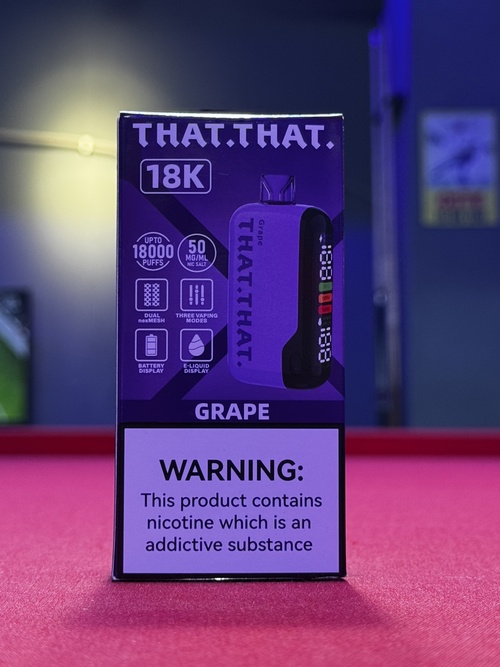 THAT.THAT.
18K
UPTO
18000
PUFFS
50
MG/ML
NIC SALT
DUAL
nexMESH
THREE VAPING
MODES
BATTERY
DISPLAY
E-LIQUID
DISPLAY
Grape
THAT.THAT.
GRAPE
WARNING:
This product contains
nicotine which is an
addictive substance